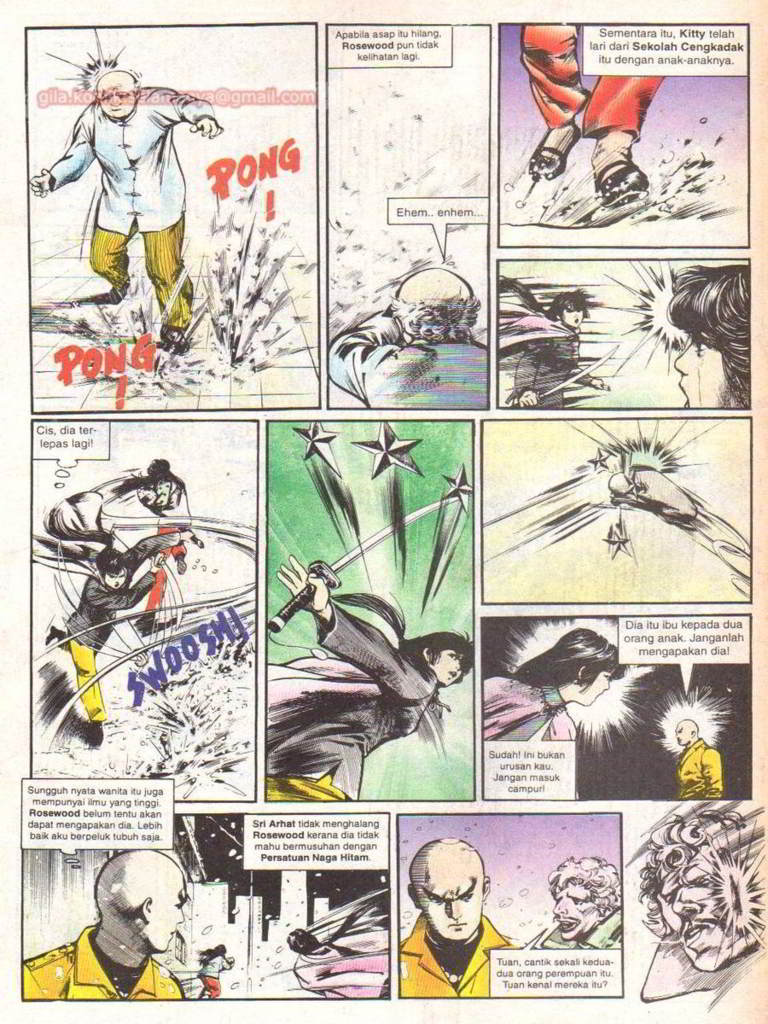 PONG
!
PONG
!
Apabila asap itu hilang,
Rosewood pun tidak
kelihatan lagi.
Ehem.. enhem...
Sementara itu, Kitty telah
lari dari Sekolah Cengkadak
itu dengan anak-anaknya.
Cis, dia ter-
lepas lagi!
SWOOSH!
Dia itu ibu kepada dua
orang anak. Janganlah
mengapakan dia!
Sudah! Ini bukan
urusan kau.
Jangan masuk
campur!
Sungguh nyata wanita itu juga
mempunyai ilmu yang tinggi.
Rosewood belum tentu akan
dapat mengapakan dia. Lebih
baik aku berpeluk tubuh saja.
Sri Arhat tidak menghalang
Rosewood kerana dia tidak
mahu bermusuhan dengan
Persatuan Naga Hitam.
Tuan, cantik sekali kedua-
dua orang perempuan itu.
Tuan kenal mereka itu?